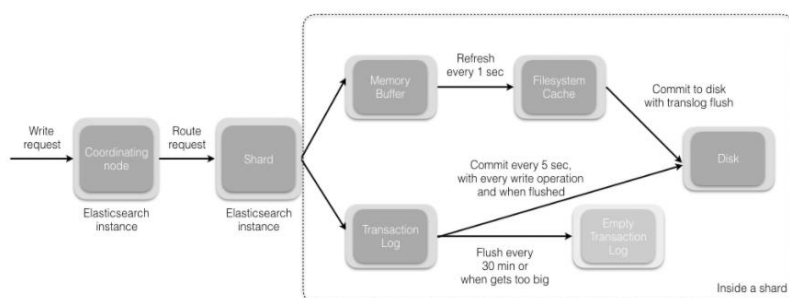 Write
request
Coordinating
node
Elasticsearch
instance
Route
request
Shard
Elasticsearch
instance
Memory
Buffer
Refresh
every 1 sec
Filesystem
Cache
Commit to disk
with translog flush
Disk
Commit every 5 sec,
with every write operation
and when flushed
Transaction
Log
Flush every
30 min or
when gets too big
Empty
Transaction
Log
Inside a shard